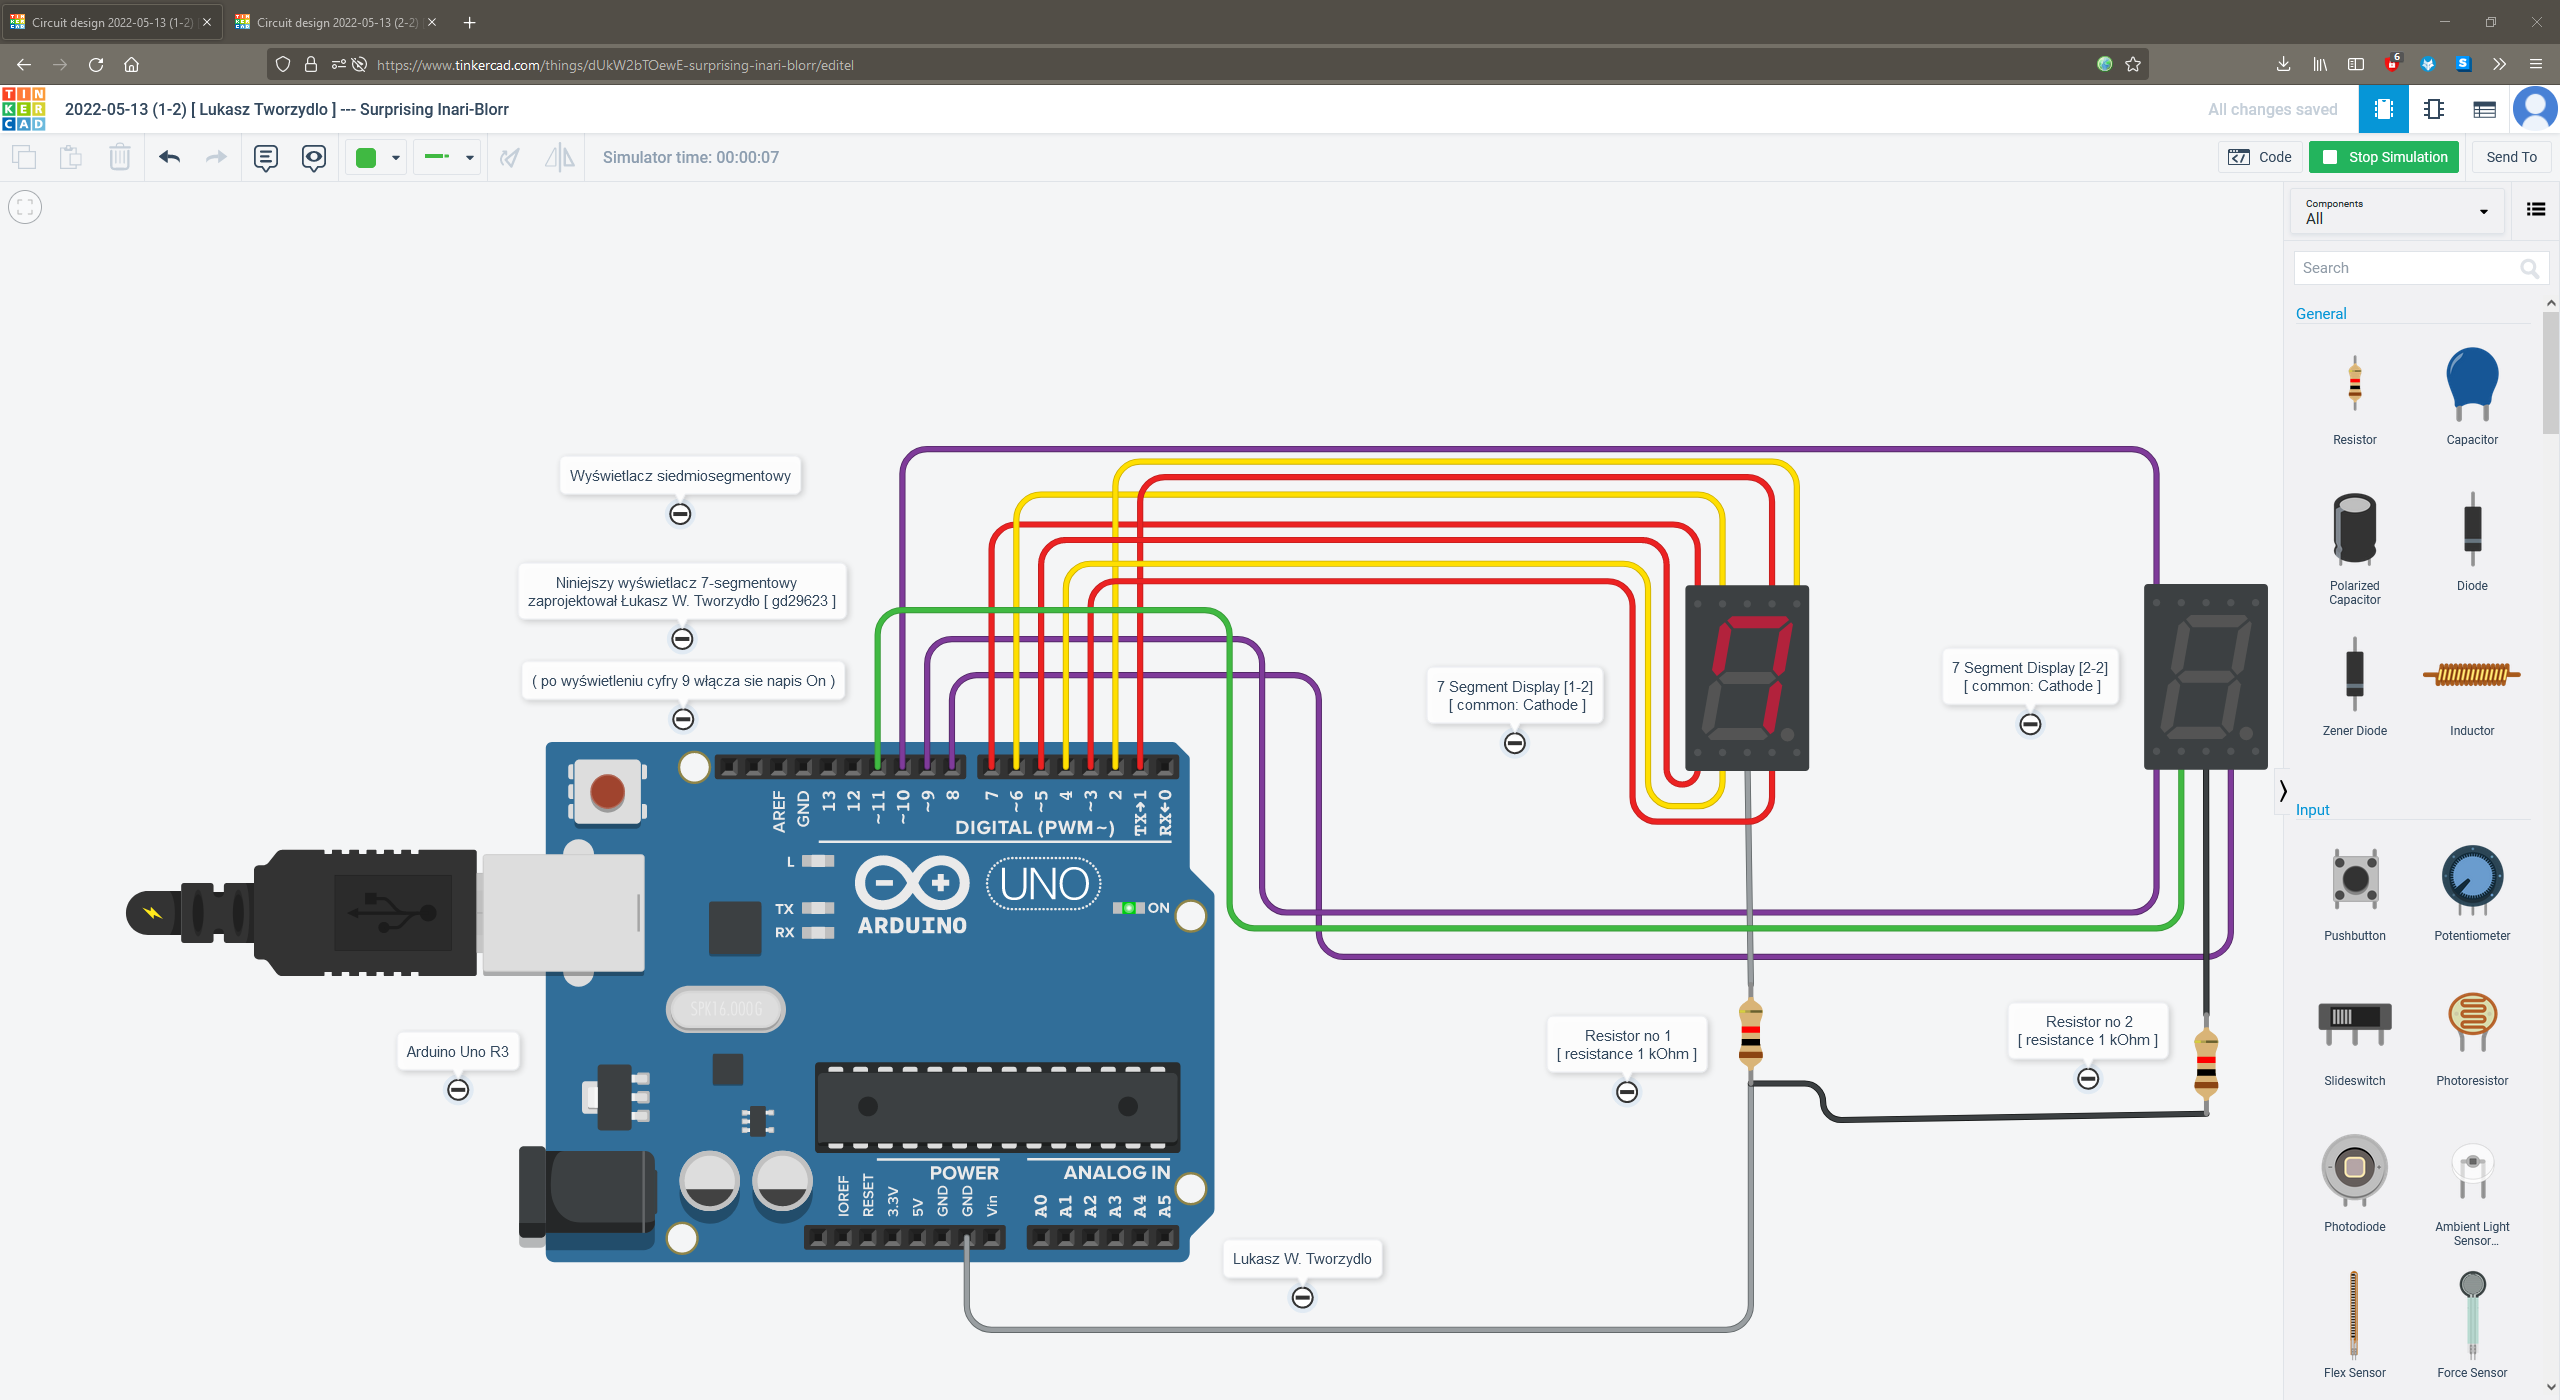 Circuit design 2022-05-13 (1-2)
Circuit design 2022-05-13 (2-2)
https://www.tinkercad.com/things/dUkW2bTOewE-surprising-inari-blorr/editel
6
S
TIN
KER
CAD
2022-05-13 (1-2) [ Lukasz Tworzydlo ] --- Surprising Inari-Blorr
All changes saved
Simulator time: 00:00:07
Code
Stop Simulation
Send To
Components
All
Search
General
Resistor
Capacitor
Polarized
Capacitor
Diode
Zener Diode
Inductor
Input
Pushbutton
Potentiometer
Slideswitch
Photoresistor
Photodiode
Ambient Light
Sensor...
Flex Sensor
Force Sensor
Wyświetlacz siedmiosegmentowy
Niniejszy wyświetlacz 7-segmentowy
zaprojektował Łukasz W. Tworzydło [ gd29623 ]
( po wyświetleniu cyfry 9 włącza sie napis On )
7 Segment Display [1-2]
[ common: Cathode ]
7 Segment Display [2-2]
[ common: Cathode ]
AREF
GND
13
12
~11
~10
~9
8
7
~6
~5
4
~3
2
TX→1
RX←0
DIGITAL (PWM~)
L
TX
RX
ARDUINO
UNO
ON
SPK16.000G
Arduino Uno R3
Resistor no 1
[ resistance 1 kOhm ]
Resistor no 2
[ resistance 1 kOhm ]
POWER
ANALOG IN
IOREF
RESET
3.3V
5V
GND
GND
Vin
A0
A1
A2
A3
A4
A5
Lukasz W. Tworzydlo